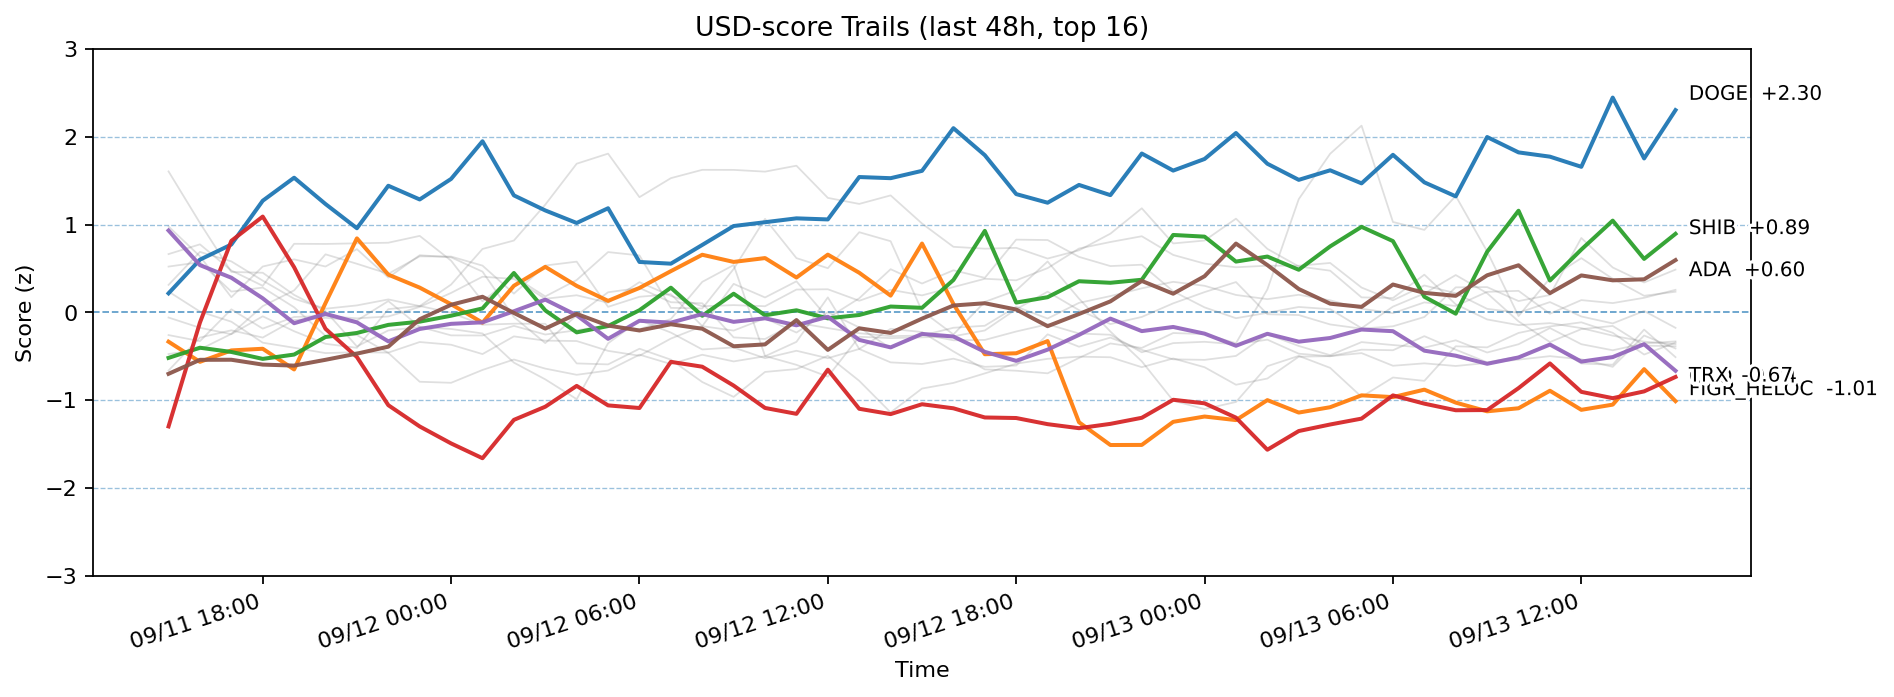 USD-score Trails (last 48h, top 16)
3
2
1
0
−1
−2
−3
Score (z)
DOGE +2.30
SHIB +0.89
ADA +0.60
TRX -0.67
FIGR_HELOC -1.01
09/11 18:00
09/12 00:00
09/12 06:00
09/12 12:00
09/12 18:00
09/13 00:00
09/13 06:00
09/13 12:00
Time